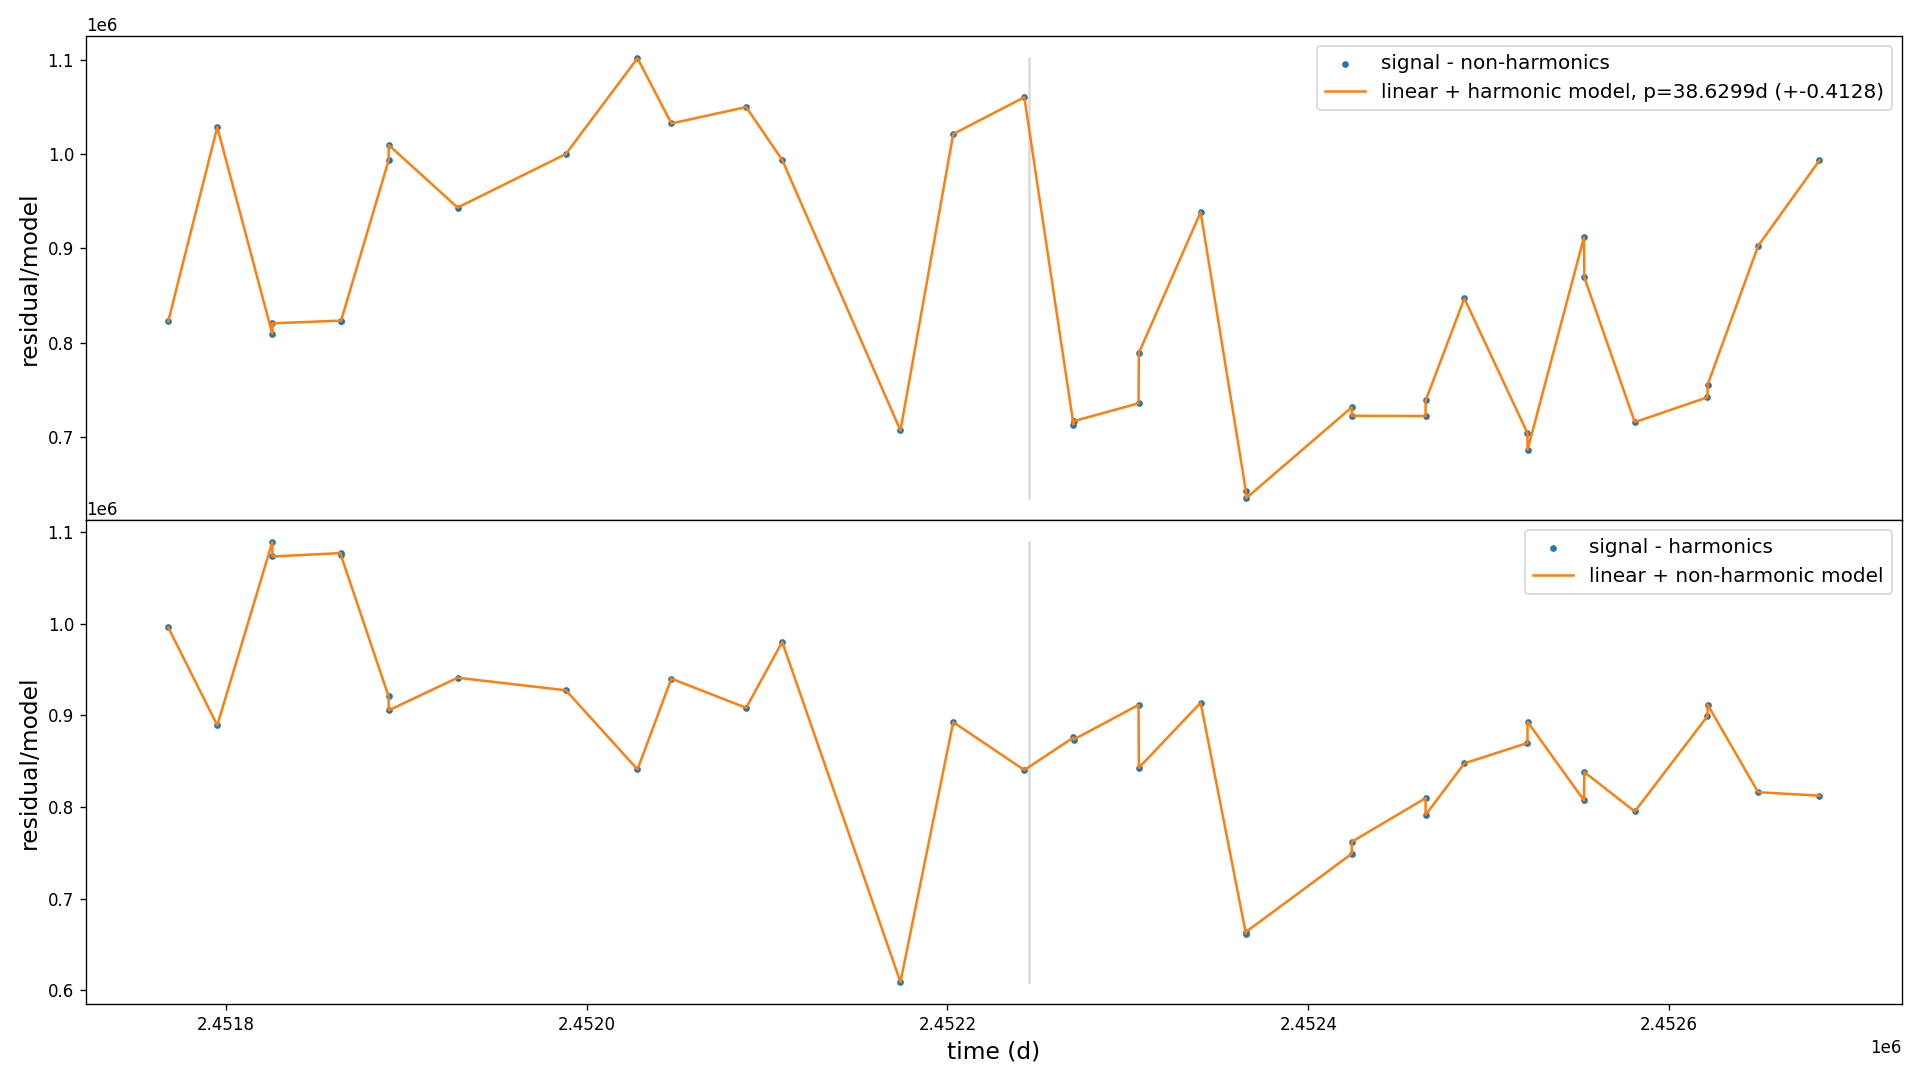 1e6
1.1
1.0
0.9
0.8
0.7
residual/model
signal - non-harmonics
linear + harmonic model, p=38.6299d (+-0.4128)
1e6
1.1
1.0
0.9
0.8
0.7
0.6
residual/model
signal - harmonics
linear + non-harmonic model
2.4518
2.4520
2.4522
2.4524
2.4526
1e6
time (d)